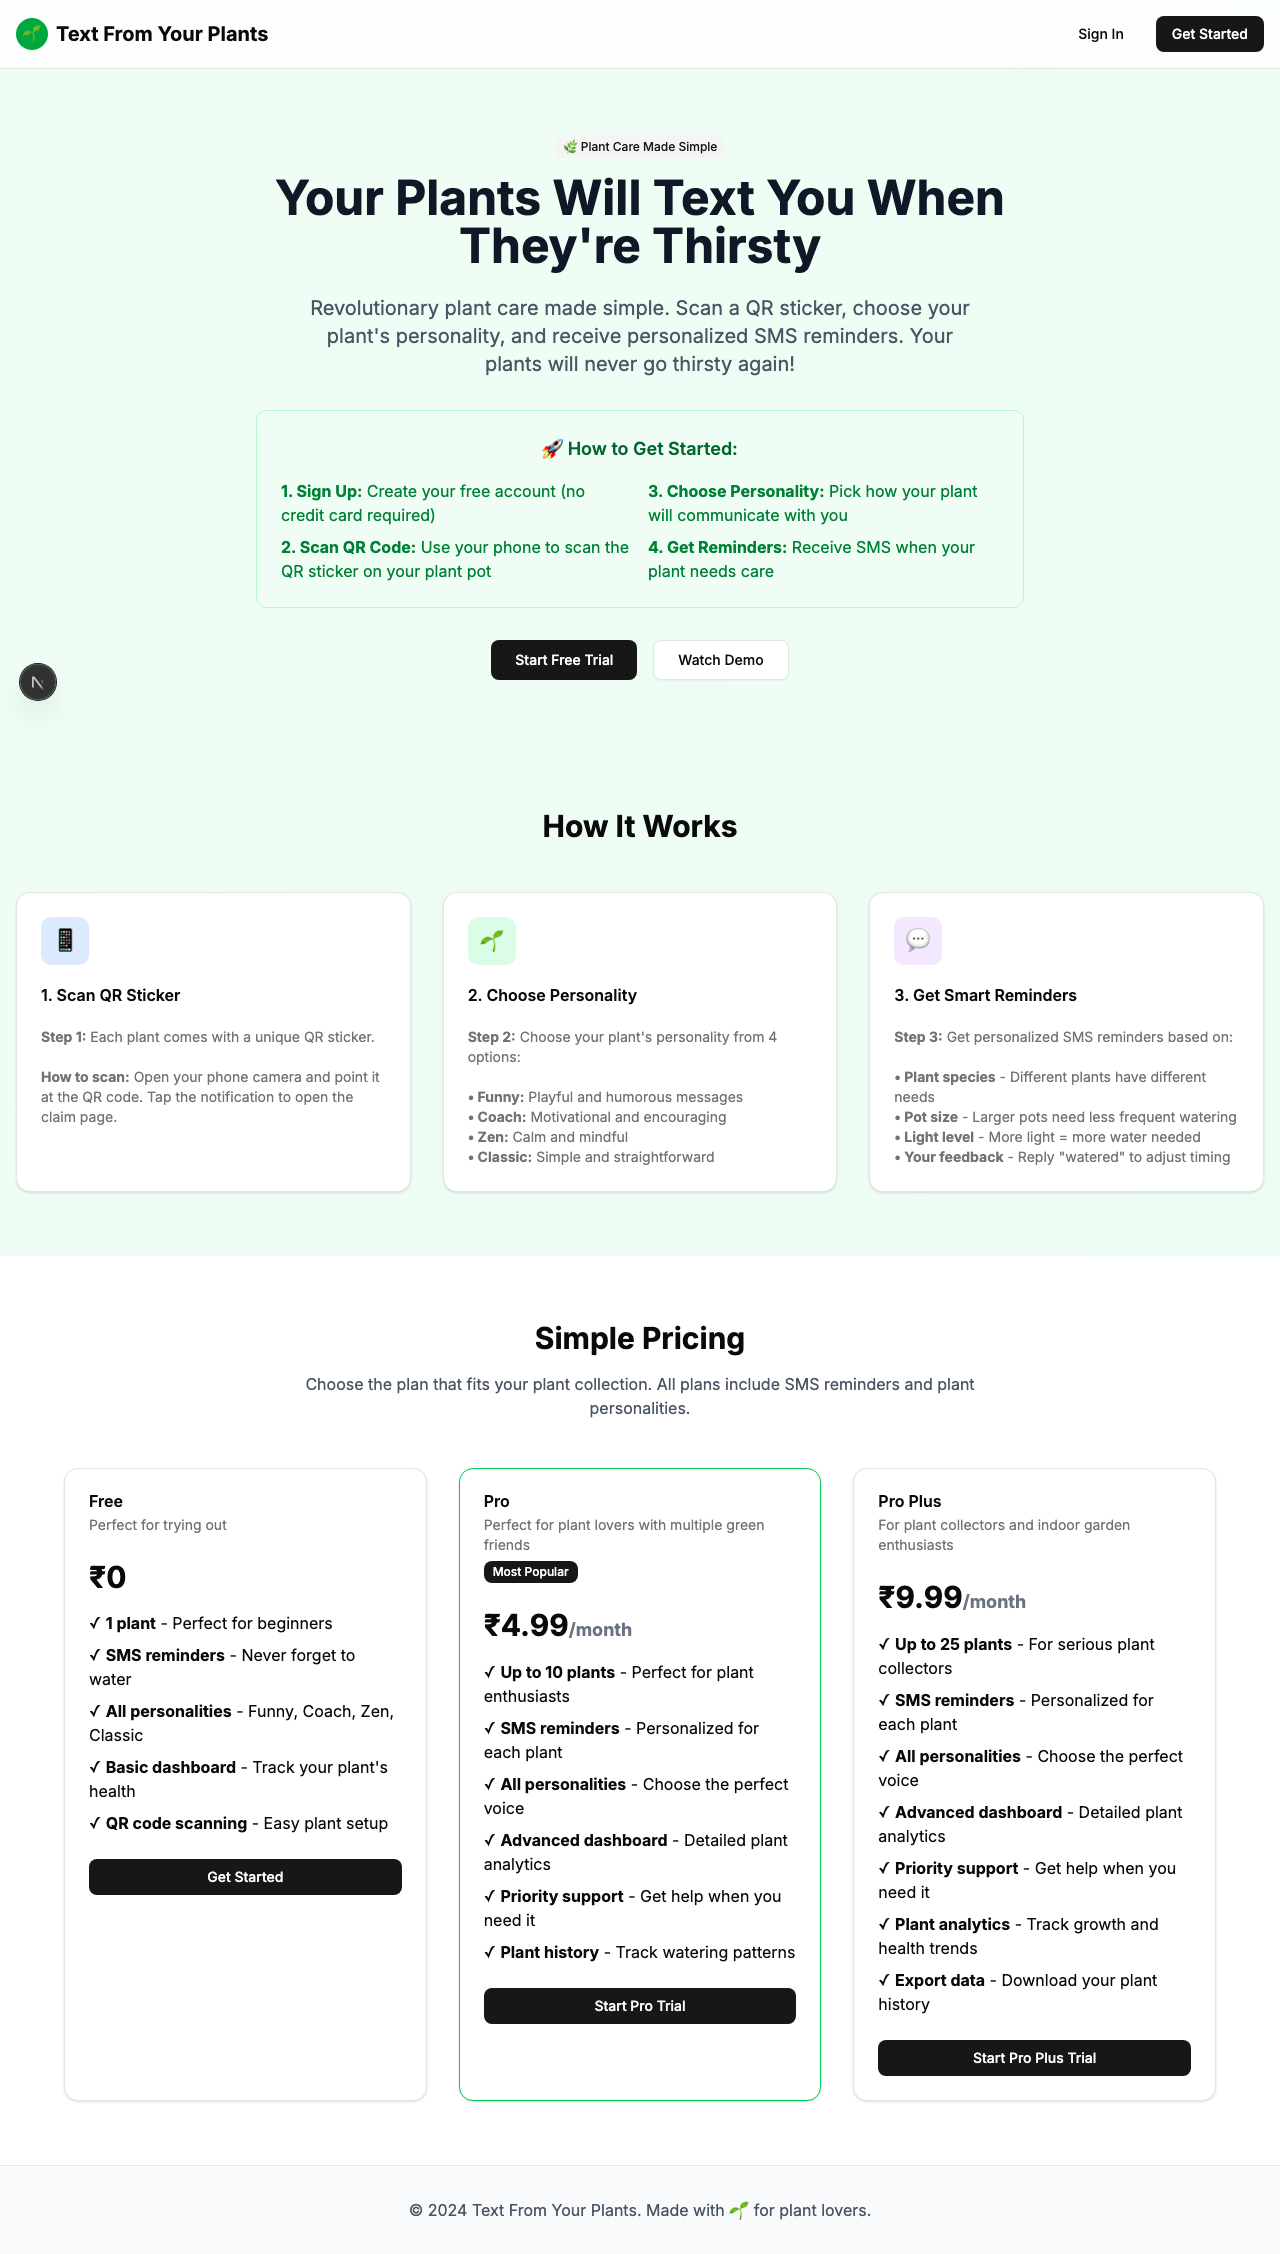 🌱 Text From Your Plants
Sign In
Get Started
🌿 Plant Care Made Simple
Your Plants Will Text You When
They're Thirsty
Revolutionary plant care made simple. Scan a QR sticker, choose your
plant's personality, and receive personalized SMS reminders. Your
plants will never go thirsty again!
🚀 How to Get Started:
1. Sign Up: Create your free account (no
credit card required)
2. Scan QR Code: Use your phone to scan the
QR sticker on your plant pot
3. Choose Personality: Pick how your plant
will communicate with you
4. Get Reminders: Receive SMS when your
plant needs care
Start Free Trial
Watch Demo
N
How It Works
1. Scan QR Sticker
Step 1: Each plant comes with a unique QR sticker.
How to scan: Open your phone camera and point it
at the QR code. Tap the notification to open the
claim page.
2. Choose Personality
Step 2: Choose your plant's personality from 4
options:
• Funny: Playful and humorous messages
• Coach: Motivational and encouraging
• Zen: Calm and mindful
• Classic: Simple and straightforward
3. Get Smart Reminders
Step 3: Get personalized SMS reminders based on:
• Plant species - Different plants have different
needs
• Pot size - Larger pots need less frequent watering
• Light level - More light = more water needed
• Your feedback - Reply "watered" to adjust timing
Simple Pricing
Choose the plan that fits your plant collection. All plans include SMS reminders and plant
personalities.
Free
Perfect for trying out
₹0
✓ 1 plant - Perfect for beginners
✓ SMS reminders - Never forget to
water
✓ All personalities - Funny, Coach, Zen,
Classic
✓ Basic dashboard - Track your plant's
health
✓ QR code scanning - Easy plant setup
Get Started
Pro
Perfect for plant lovers with multiple green
friends
Most Popular
₹4.99/month
✓ Up to 10 plants - Perfect for plant
enthusiasts
✓ SMS reminders - Personalized for
each plant
✓ All personalities - Choose the perfect
voice
✓ Advanced dashboard - Detailed plant
analytics
✓ Priority support - Get help when you
need it
✓ Plant history - Track watering patterns
Start Pro Trial
Pro Plus
For plant collectors and indoor garden
enthusiasts
₹9.99/month
✓ Up to 25 plants - For serious plant
collectors
✓ SMS reminders - Personalized for
each plant
✓ All personalities - Choose the perfect
voice
✓ Advanced dashboard - Detailed plant
analytics
✓ Priority support - Get help when you
need it
✓ Plant analytics - Track growth and
health trends
✓ Export data - Download your plant
history
Start Pro Plus Trial
© 2024 Text From Your Plants. Made with 🌱 for plant lovers.